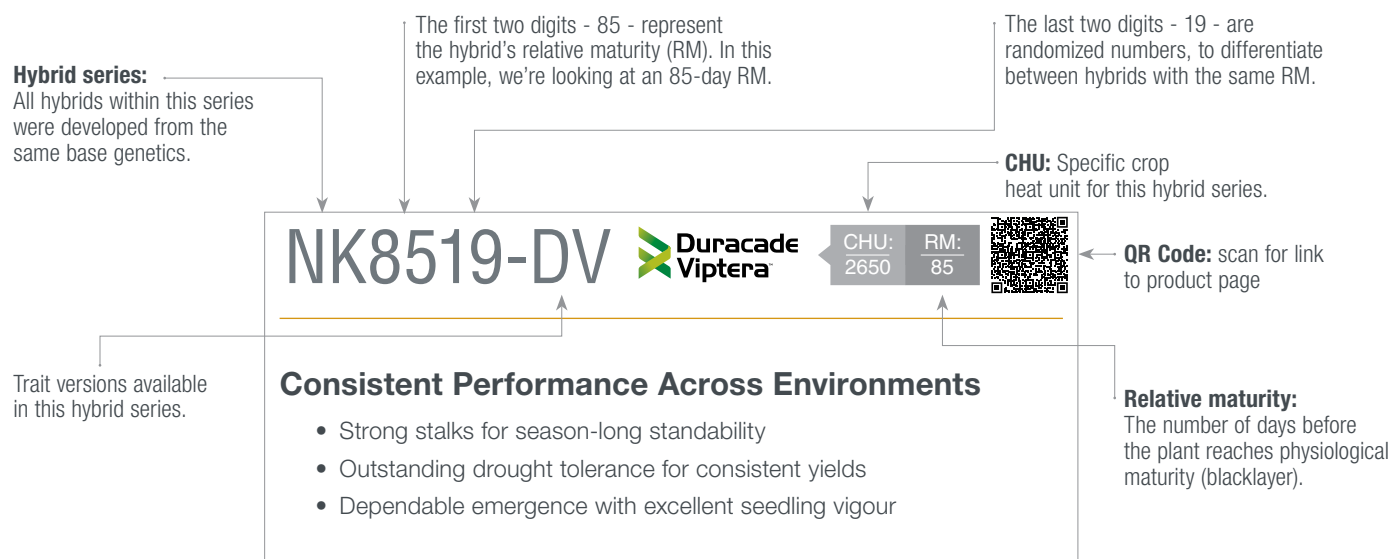 The first two digits - 85 - represent
the hybrid's relative maturity (RM). In this
example, we're looking at an 85-day RM.
The last two digits - 19 - are
randomized numbers, to differentiate
between hybrids with the same RM.
Hybrid series:
All hybrids within this series
were developed from the
same base genetics.
CHU: Specific crop
heat unit for this hybrid series.
NK8519-DV
Duracade
Viptera™
CHU:
2650
RM:
85
QR Code: scan for link
to product page
Trait versions available
in this hybrid series.
Consistent Performance Across Environments
• Strong stalks for season-long standability
• Outstanding drought tolerance for consistent yields
• Dependable emergence with excellent seedling vigour
Relative maturity:
The number of days before
the plant reaches physiological
maturity (blacklayer).